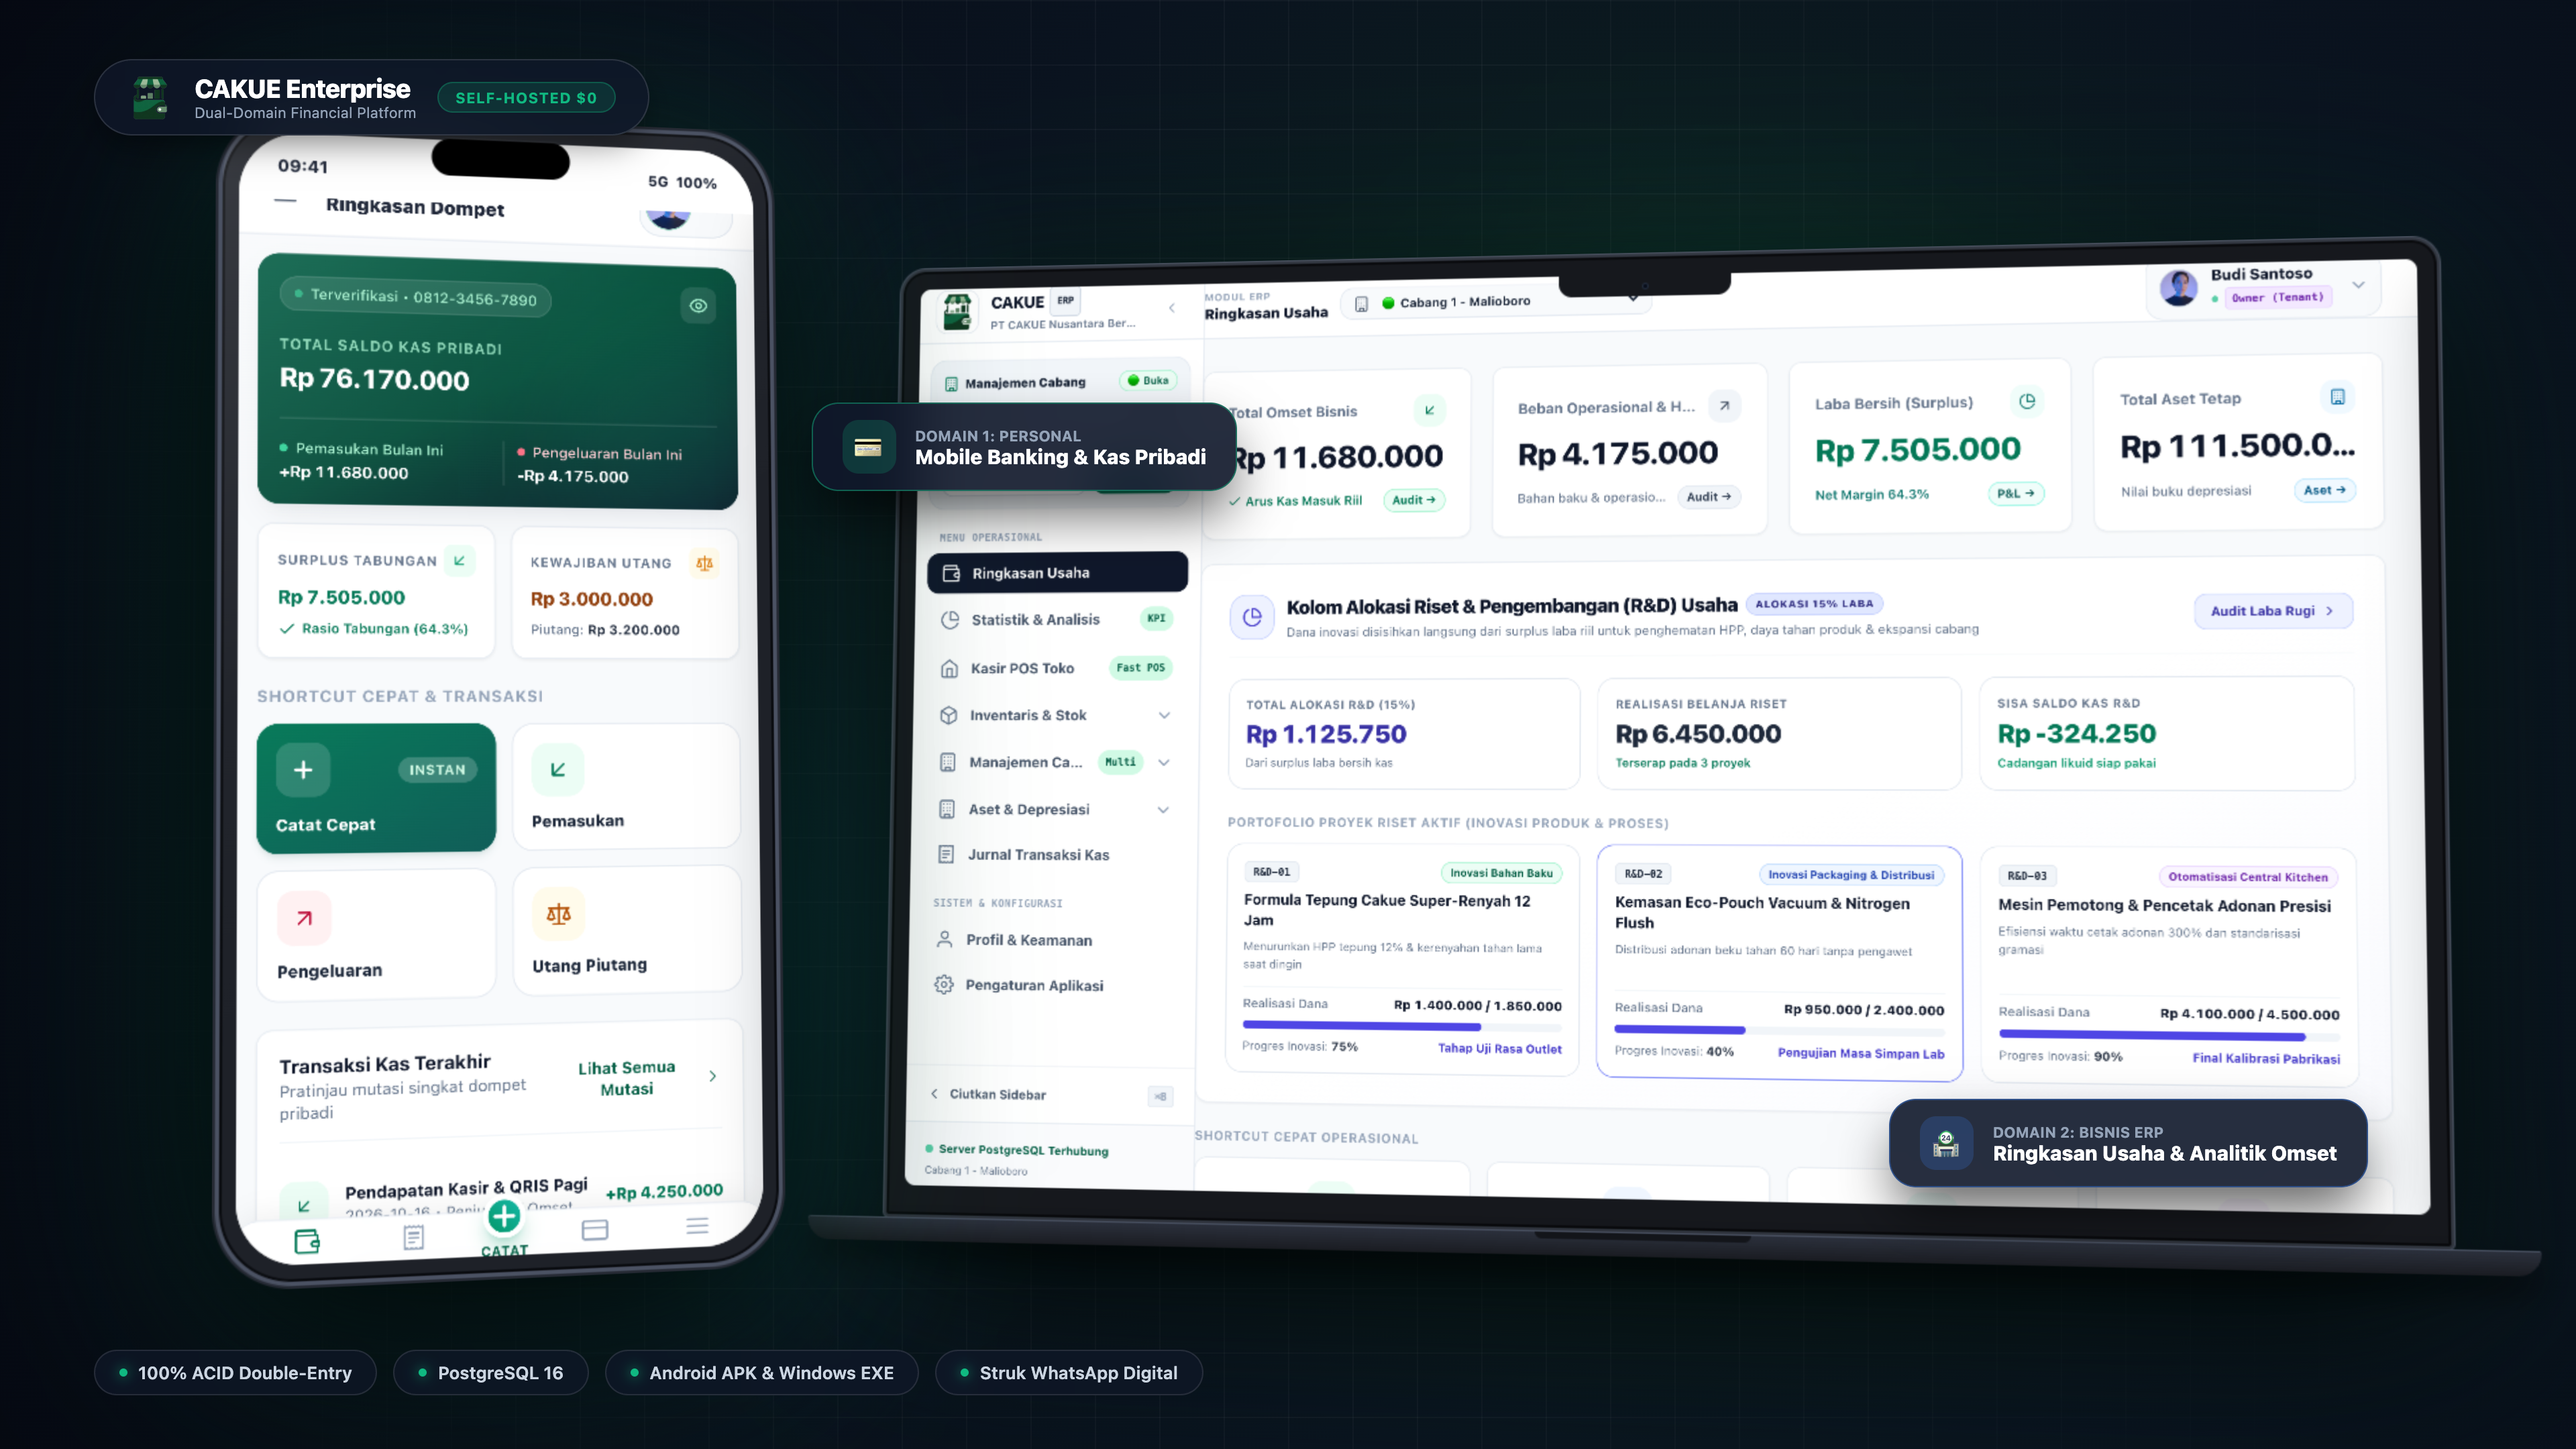 CAKUE Enterprise
Dual-Domain Financial Platform
SELF-HOSTED $0
09:41
5G 100%
Ringkasan Dompet
Terverifikasi • 0812-3456-7890
TOTAL SALDO KAS PRIBADI
Rp 76.170.000
Pemasukan Bulan Ini
+Rp 11.680.000
Pengeluaran Bulan Ini
-Rp 4.175.000
SURPLUS TABUNGAN
Rp 7.505.000
Rasio Tabungan (64.3%)
KEWAJIBAN UTANG
Rp 3.000.000
Piutang: Rp 3.200.000
SHORTCUT CEPAT & TRANSAKSI
INSTAN
Catat Cepat
Pemasukan
Pengeluaran
Utang Piutang
Transaksi Kas Terakhir
Pratinjau mutasi singkat dompet
pribadi
Lihat Semua
Mutasi
Pendapatan Kasir & QRIS Pagi
+Rp 4.250.000
2026-10-16 •
Omset
CATAT
DOMAIN 1: PERSONAL
Mobile Banking & Kas Pribadi
CAKUE ERP
PT CAKUE Nusantara Ber...
Manajemen Cabang
Buka
MENU OPERASIONAL
Ringkasan Usaha
Statistik & Analisis
KPI
Kasir POS Toko
Fast POS
Inventaris & Stok
Manajemen Ca...
Multi
Aset & Depresiasi
Jurnal Transaksi Kas
SISTEM & KONFIGURASI
Profil & Keamanan
Pengaturan Aplikasi
Ciutkan Sidebar
Server PostgreSQL Terhubung
Cabang 1 - Malioboro
MODUL ERP
Ringkasan Usaha
Cabang 1 - Malioboro
Budi Santoso
Owner (Tenant)
Total Omset Bisnis
Rp 11.680.000
Arus Kas Masuk Riil
Audit →
Beban Operasional & H...
Rp 4.175.000
Bahan baku & operasio...
Audit →
Laba Bersih (Surplus)
Rp 7.505.000
Net Margin 64.3%
P&L →
Total Aset Tetap
Rp 111.500.0...
Nilai buku depresiasi
Aset →
Kolom Alokasi Riset & Pengembangan (R&D) Usaha
ALOKASI 15% LABA
Dana inovasi disisihkan langsung dari surplus laba riil untuk penghematan HPP, daya tahan produk & ekspansi cabang
Audit Laba Rugi
TOTAL ALOKASI R&D (15%)
Rp 1.125.750
Dari surplus laba bersih kas
REALISASI BELANJA RISET
Rp 6.450.000
Terserap pada 3 proyek
SISA SALDO KAS R&D
Rp -324.250
Cadangan likuid siap pakai
PORTOFOLIO PROYEK RISET AKTIF (INOVASI PRODUK & PROSES)
R&D-01
Inovasi Bahan Baku
Formula Tepung Cakue Super-Renyah 12
Jam
Menurunkan HPP tepung 12% & kerenyahan tahan lama
saat dingin
Realisasi Dana
Rp 1.400.000 / 1.850.000
Progres Inovasi: 75%
Tahap Uji Rasa Outlet
R&D-02
Inovasi Packaging & Distribusi
Kemasan Eco-Pouch Vacuum & Nitrogen
Flush
Distribusi adonan beku tahan 60 hari tanpa pengawet
Realisasi Dana
Rp 950.000 / 2.400.000
Progres Inovasi: 40%
Pengujian Masa Simpan Lab
R&D-03
Otomatisasi Central Kitchen
Mesin Pemotong & Pencetak Adonan Presisi
Efisiensi waktu cetak adonan 300% dan standarisasi
gramasi
Realisasi Dana
Rp 4.100.000 / 4.500.000
Progres Inovasi: 90%
Final Kalibrasi Pabrikasi
SHORTCUT CEPAT OPERASIONAL
DOMAIN 2: BISNIS ERP
Ringkasan Usaha & Analitik Omset
100% ACID Double-Entry
PostgreSQL 16
Android APK & Windows EXE
Struk WhatsApp Digital